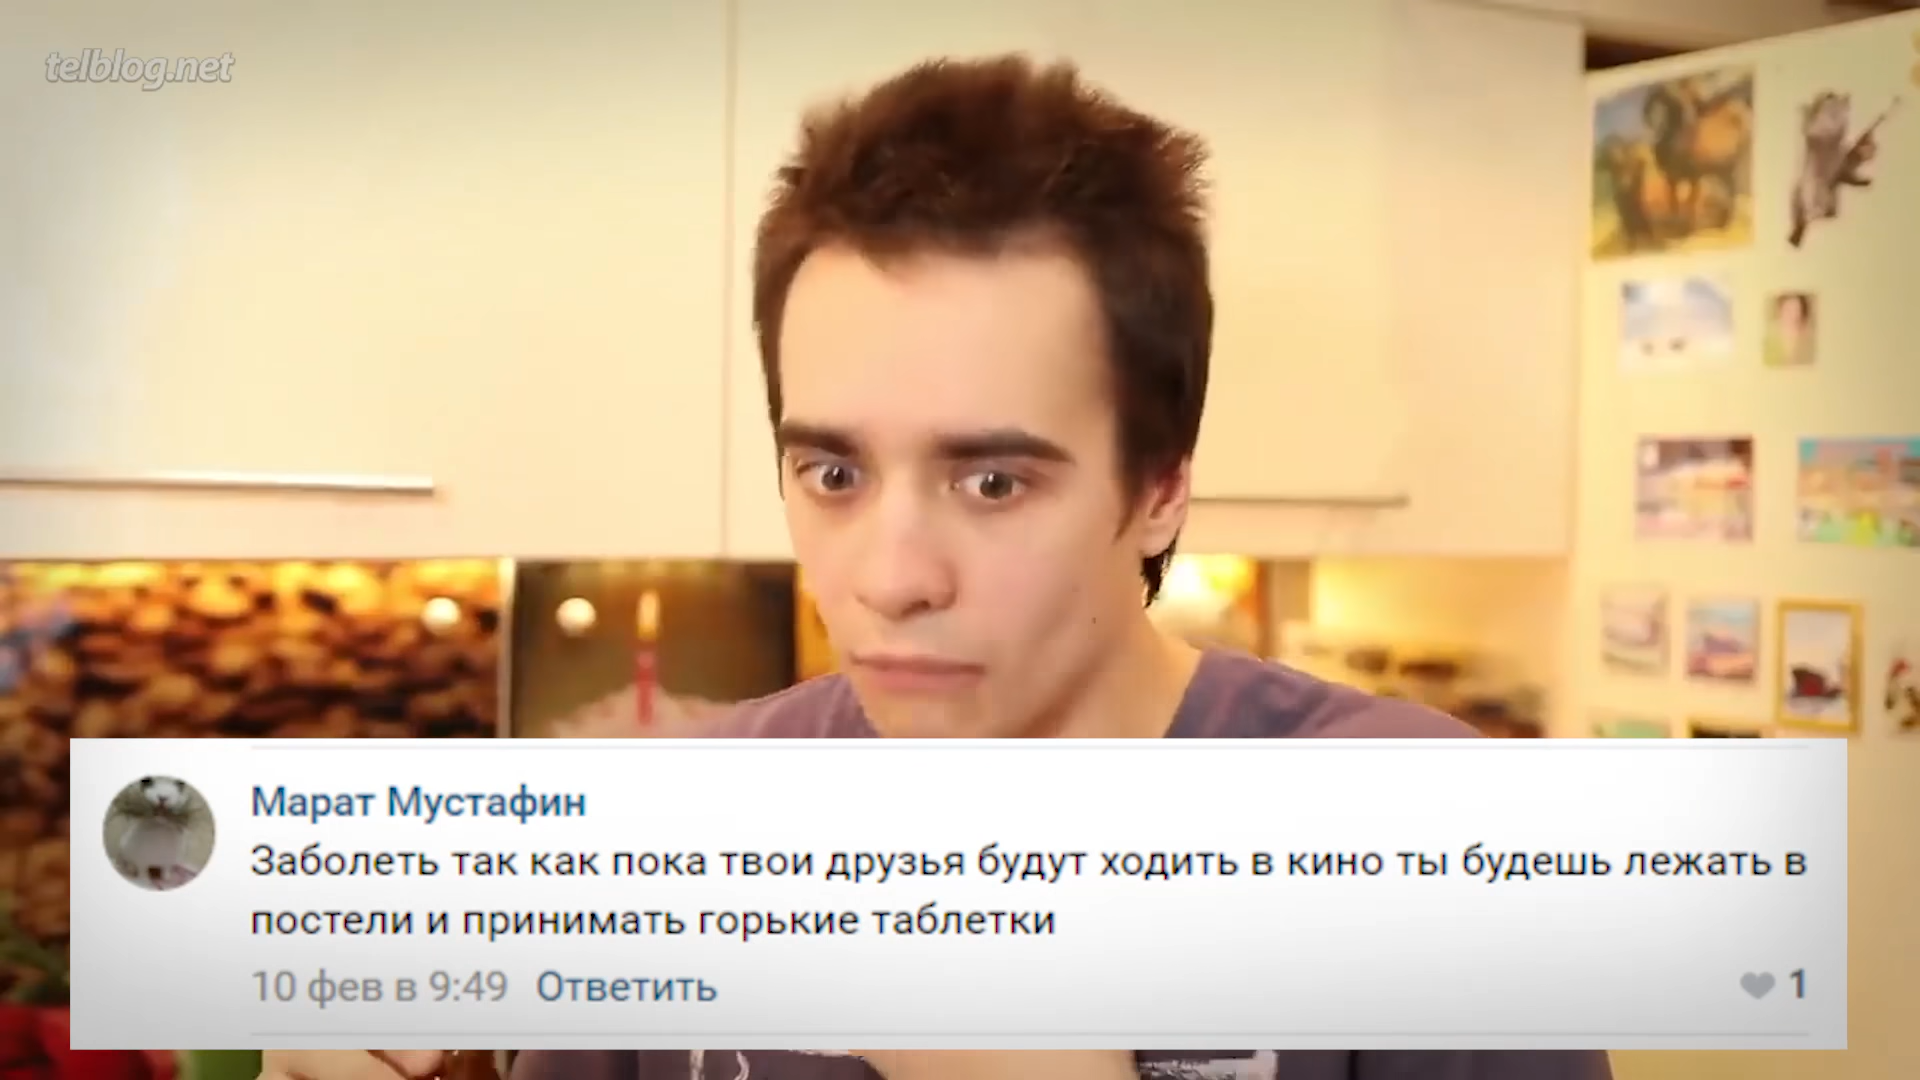 telblog.net
Марат Мустафин
Заболеть так как пока твои друзья будут ходить в кино ты будешь лежать в
постели и принимать горькие таблетки
10 фев в 9:49 Ответить
1